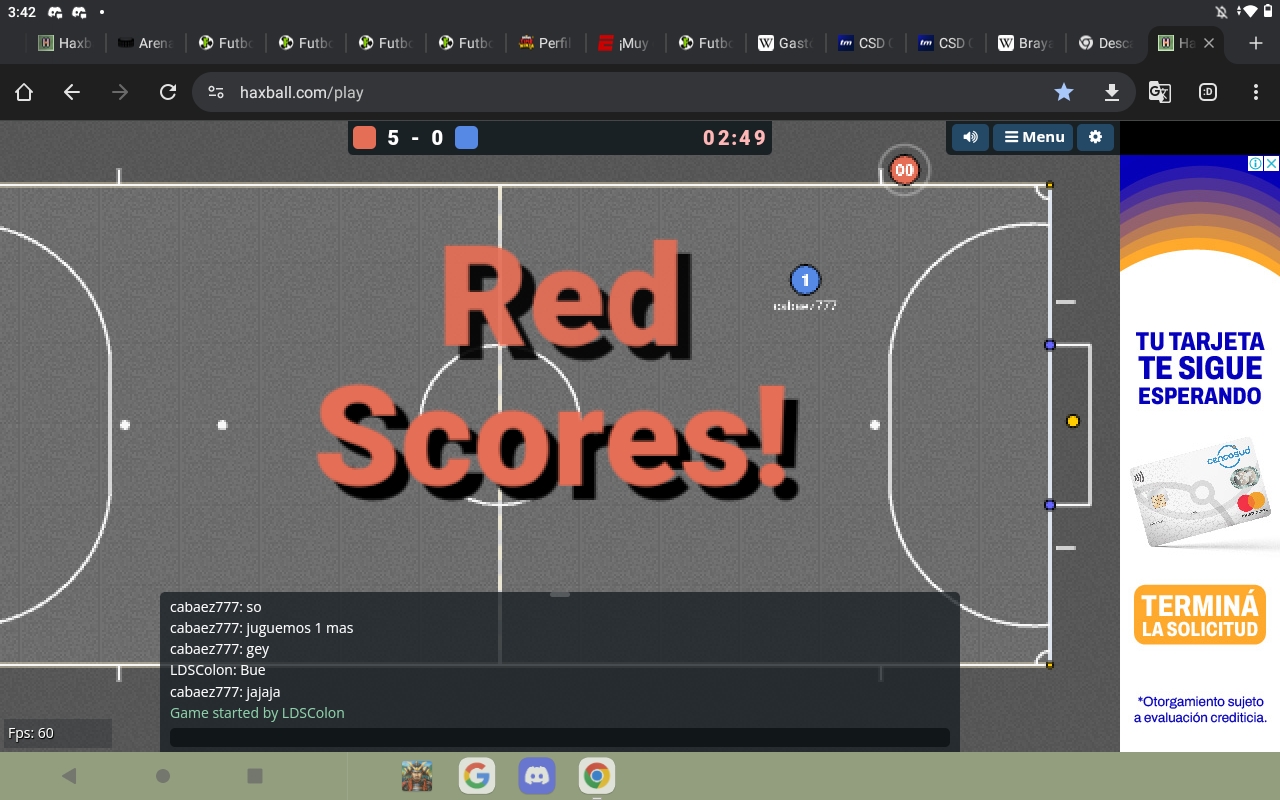 3:42
Haxb
Arena
Futbo
Futbo
Futbo
Futbo
Perfil
¡Muy
Futbo
W Gasto
tm CSD
tm CSD
W Braya
Desca
Ha
haxball.com/play
:D
5 - 0
02:49
Menu
00
1
cabaez777
Red
Scores!
cabaez777: so
cabaez777: juguemos 1 mas
cabaez777: gey
LDSColon: Bue
cabaez777: jajaja
Game started by LDSColon
Fps: 60
TU TARJETA
TE SIGUE
ESPERANDO
cencosud
TERMINÁ
LA SOLICITUD
*Otorgamiento sujeto
a evaluación crediticia.